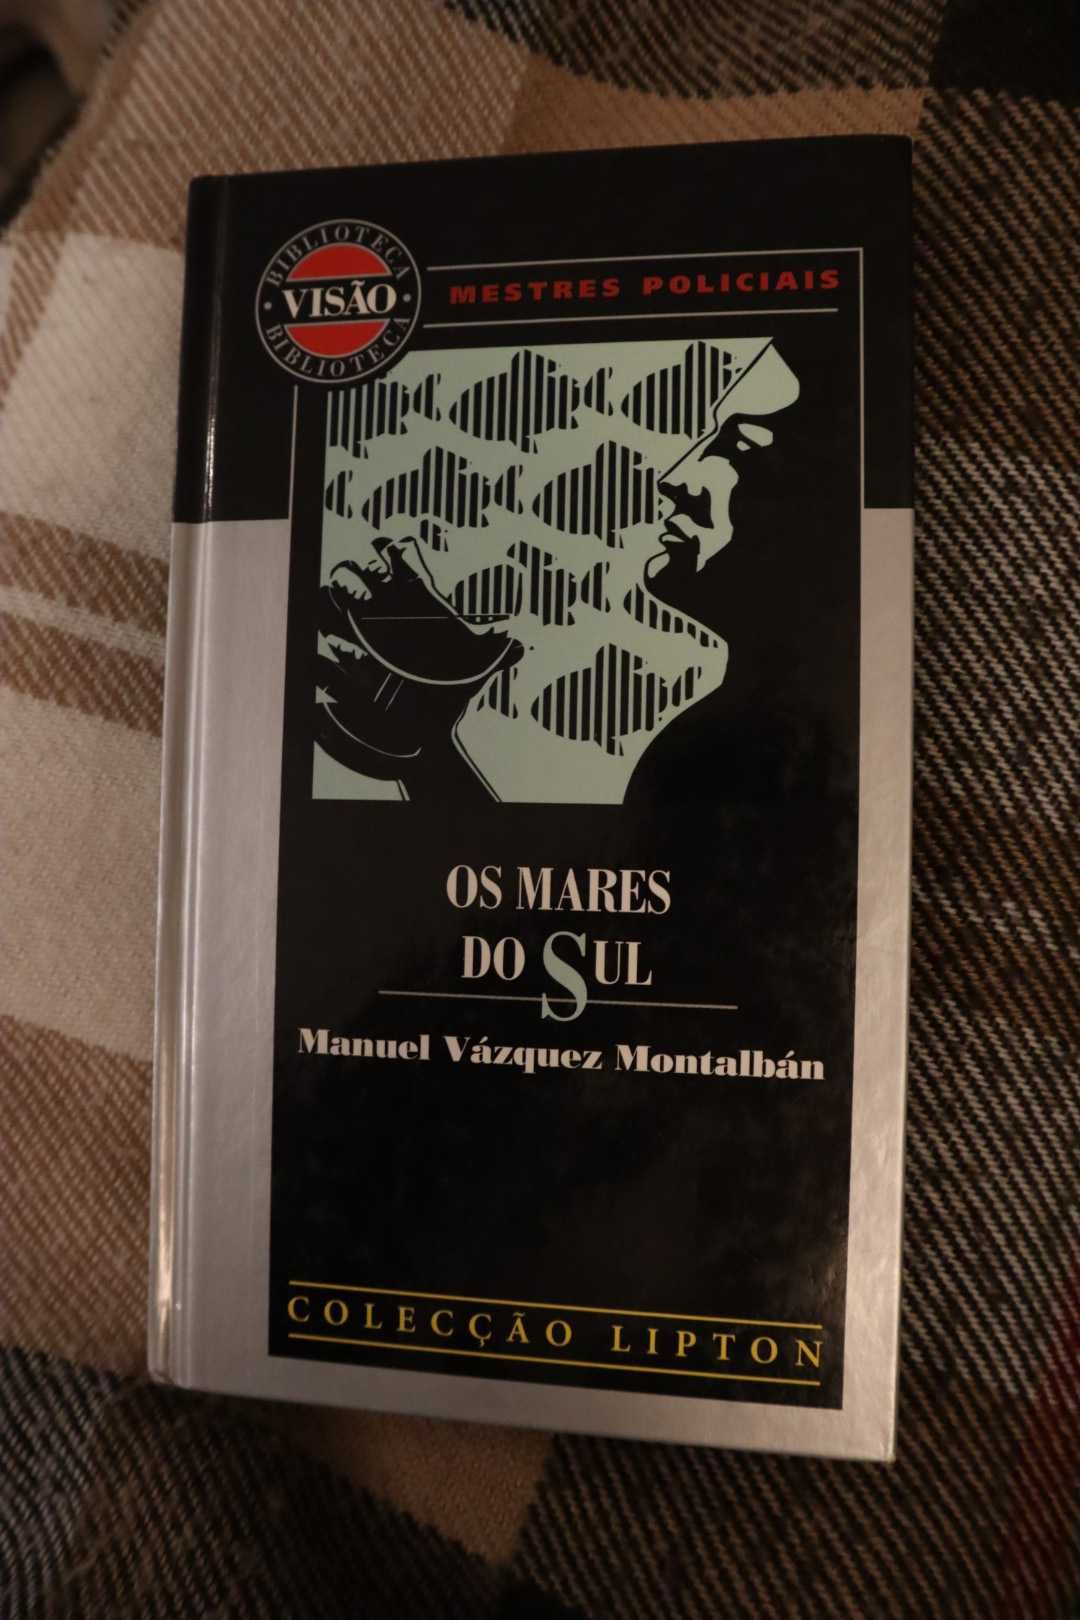 BIBLIOTECA
VISÃO
BIBLIOTECA
MESTRES POLICIAIS
OS MARES
DO SUL
Manuel Vázquez Montalbán
COLECÇÃO LIPTON